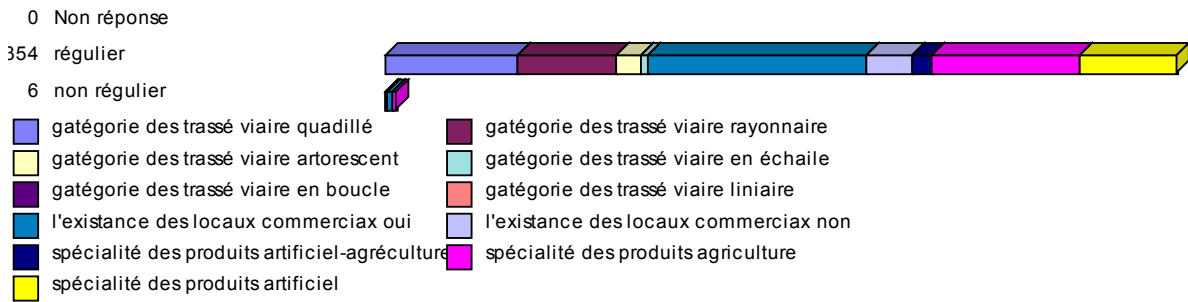 0 Non réponse
354 régulier
6 non régulier
gatégorie des trassé viaire quadillé
gatégorie des trassé viaire rayonnaire
gatégorie des trassé viaire artorescent
gatégorie des trassé viaire en échaile
gatégorie des trassé viaire en boucle
gatégorie des trassé viaire liniaire
l'existance des locaux commerciax oui
l'existance des locaux commerciax non
spécialité des produits artificiel-agréculture
spécialité des produits agriculture
spécialité des produits artificiel